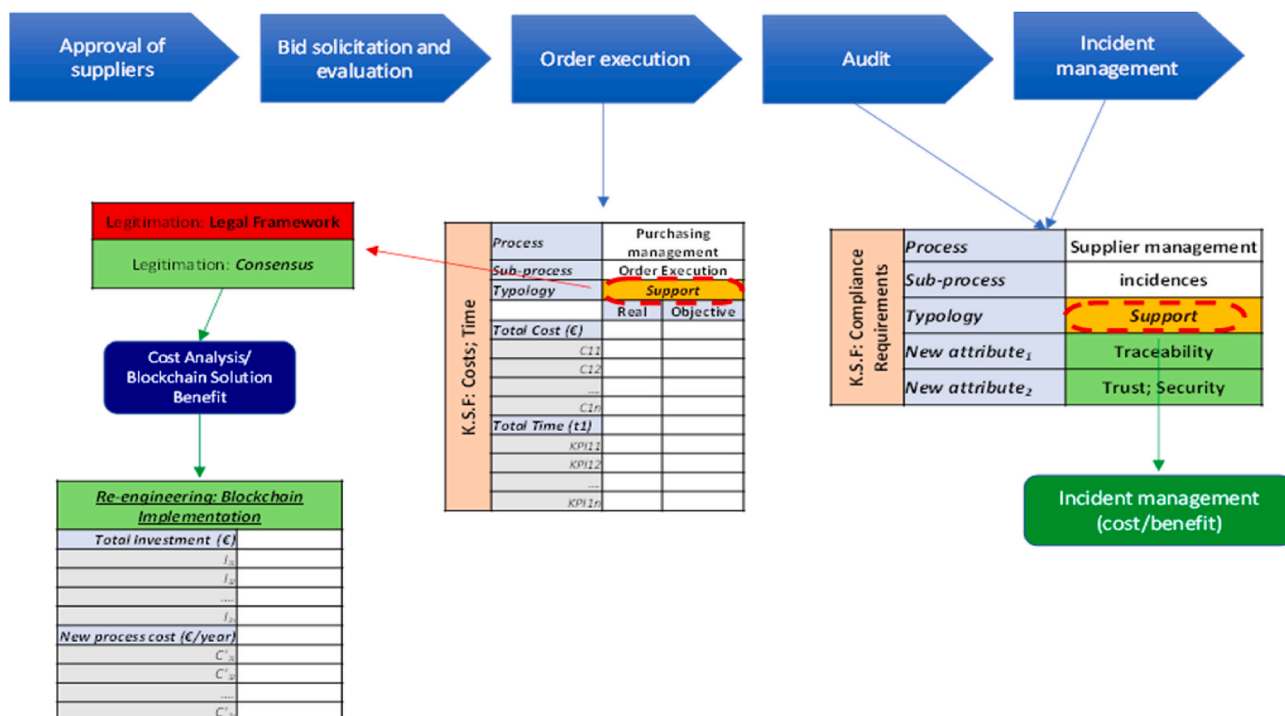 Approval of
suppliers
Bid solicitation and
evaluation
Order execution
Audit
Incident
management
Legitimation: Legal Framework
Legitimation: Consensus
Cost Analysis/
Blockchain Solution
Benefit
Re-engineering: Blockchain
Implementation
Total investment (€)
....
New process cost (€/year)
....
K.S.F: Costs; Time
Process
Purchasing
management
Sub-process
Order Execution
Typology
Support
Real
Objective
Total Cost (€)
C11
C12
....
C1n
Total Time (t1)
KPI11
KPI12
....
KPI1n
K.S.F: Compliance
Requirements
Process
Supplier management
Sub-process
incidences
Typology
Support
New attribute₁
Traceability
New attribute₂
Trust; Security
Incident management
(cost/benefit)